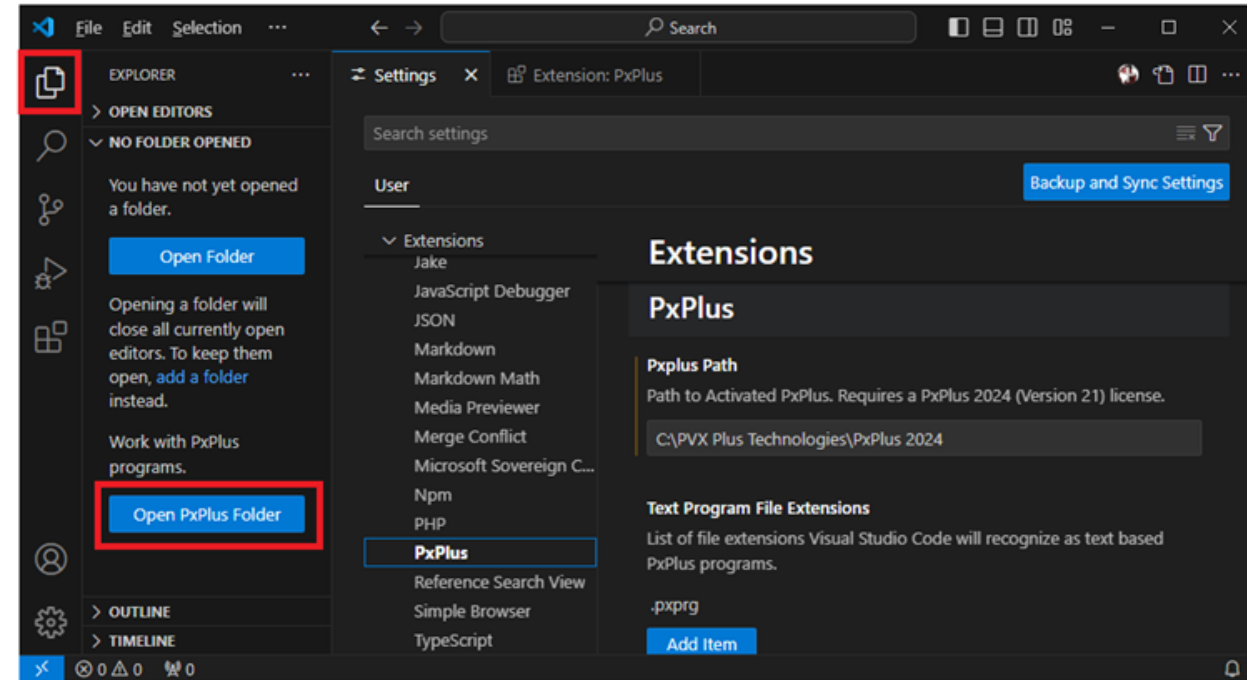 File Edit Selection ···
Search
EXPLORER ···
OPEN EDITORS
NO FOLDER OPENED
You have not yet opened
a folder.
Open Folder
Opening a folder will
close all currently open
editors. To keep them
open, add a folder
instead.
Work with PxPlus
programs.
Open PxPlus Folder
OUTLINE
TIMELINE
Settings
Extension: PxPlus
Search settings
User
Backup and Sync Settings
Extensions
Jake
JavaScript Debugger
JSON
Markdown
Markdown Math
Media Previewer
Merge Conflict
Microsoft Sovereign C...
Npm
PHP
PxPlus
Reference Search View
Simple Browser
TypeScript
Extensions
PxPlus
Pxplus Path
Path to Activated PxPlus. Requires a PxPlus 2024 (Version 21) license.
C:\PVX Plus Technologies\PxPlus 2024
Text Program File Extensions
List of file extensions Visual Studio Code will recognize as text based
PxPlus programs.
.pxprg
Add Item
0 0 0